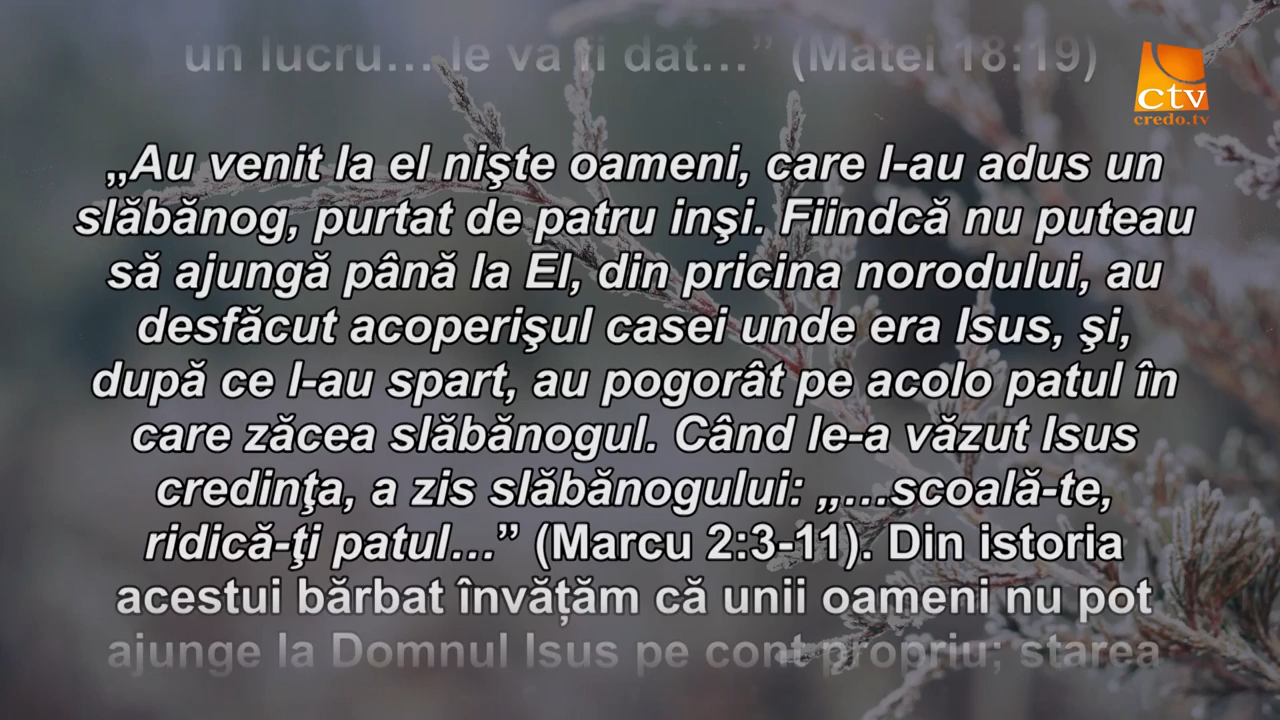 un lucru… le va fi dat…” (Matei 18:19)
ctv
credo.tv
„Au venit la el nişte oameni, care l-au adus un
slăbănog, purtat de patru inşi. Fiindcă nu puteau
să ajungă până la El, din pricina norodului, au
desfăcut acoperişul casei unde era Isus, şi,
după ce l-au spart, au pogorât pe acolo patul în
care zăcea slăbănogul. Când le-a văzut Isus
credinţa, a zis slăbănogului: „…scoală-te,
ridică-ţi patul…” (Marcu 2:3-11). Din istoria
acestui bărbat învățăm că unii oameni nu pot
ajunge la Domnul Isus pe cont propriu; starea